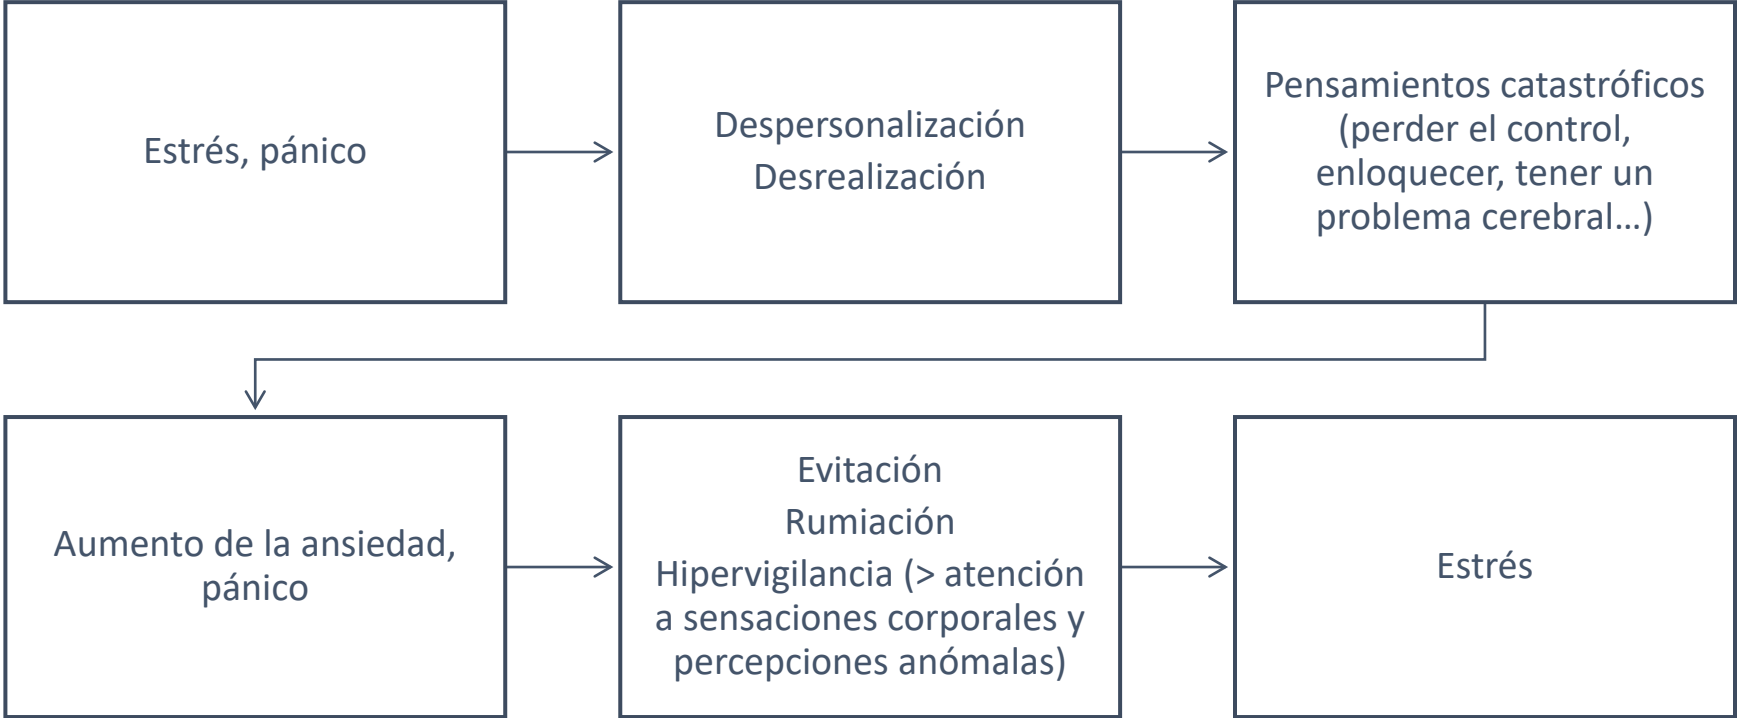 Estrés, pánico
Despersonalización
Desrealización
Pensamientos catastróficos
(perder el control,
enloquecer, tener un
problema cerebral…)
Aumento de la ansiedad,
pánico
Evitación
Rumiación
Hipervigilancia (> atención
a sensaciones corporales y
percepciones anómalas)
Estrés